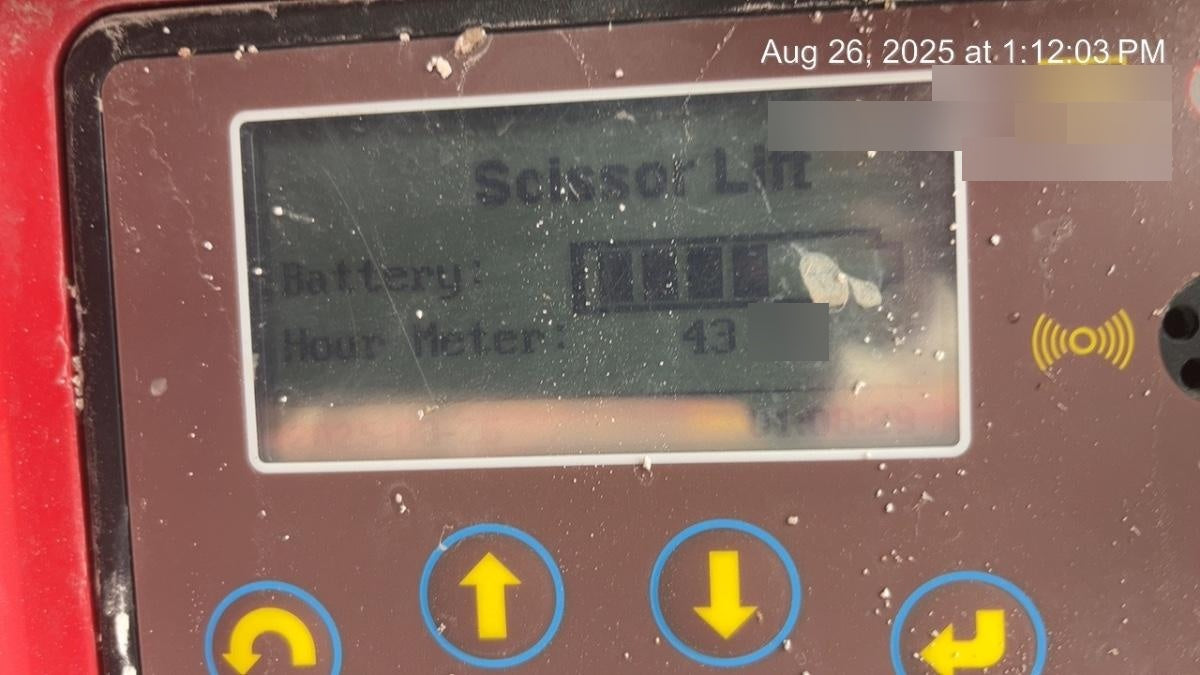 Aug 26, 2025 at 1:12:03 PM
Scissor Lift
Battery:
Hour Meter: 43